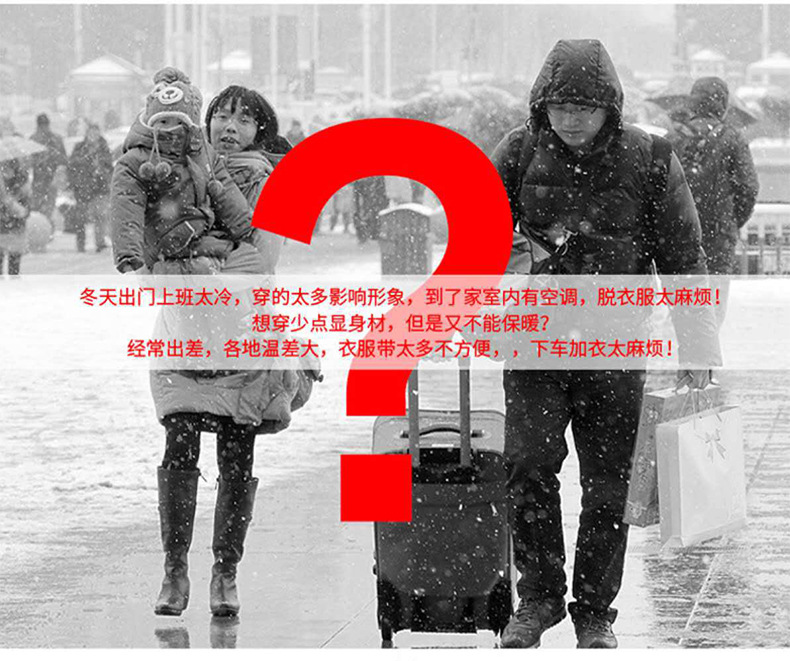 冬天出门上班太冷，穿的太多影响形象，到了家室内有空调，脱衣服太麻烦！
想穿少点显身材，但是又不能保暖？
经常出差，各地温差大，衣服带太多不方便，，下车加衣太麻烦！